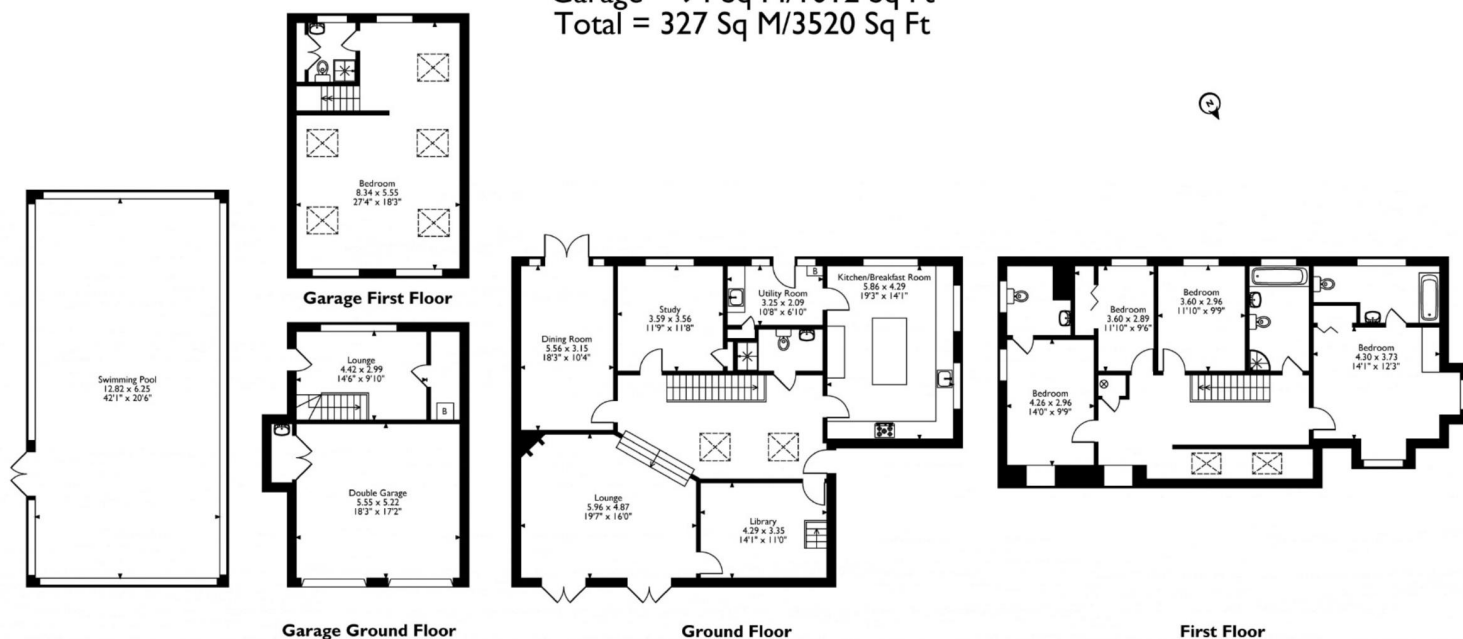 Total = 327 Sq M/3520 Sq Ft
N
Bedroom
8.34 x 5.55
27'4" x 18'3"
Garage First Floor
Swimming Pool
12.82 x 6.25
42'1" x 20'6"
Lounge
4.42 x 2.99
14'6" x 9'10"
B
Double Garage
5.55 x 5.22
18'3" x 17'2"
Garage Ground Floor
Dining Room
5.56 x 3.15
18'3" x 10'4"
Study
3.59 x 3.56
11'9" x 11'8"
B
Utility Room
3.25 x 2.09
10'8" x 6'10"
Kitchen/Breakfast Room
5.86 x 4.29
19'3" x 14'1"
Lounge
5.96 x 4.87
19'7" x 16'0"
Library
4.29 x 3.35
14'1" x 11'0"
Ground Floor
Bedroom
3.60 x 2.89
11'10" x 9'6"
Bedroom
3.60 x 2.96
11'10" x 9'9"
Bedroom
4.30 x 3.73
14'1" x 12'3"
Bedroom
4.26 x 2.96
14'0" x 9'9"
First Floor